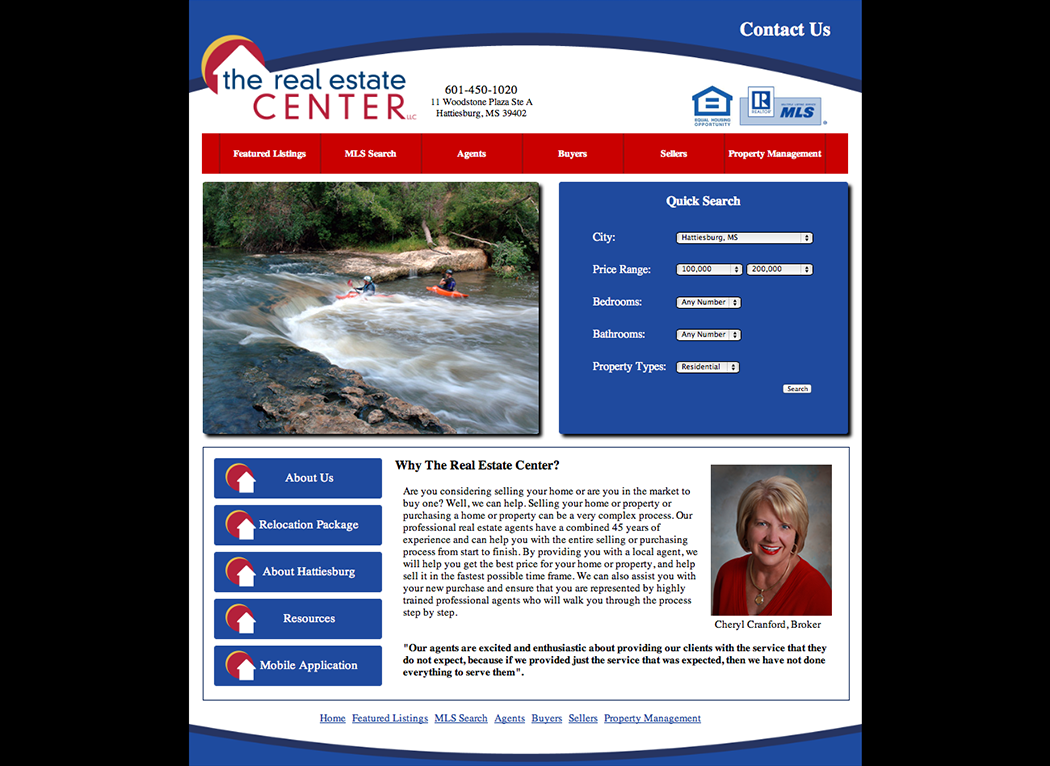 Contact Us
the real estate
CENTER LLC
601-450-1020
11 Woodstone Plaza Ste A
Hattiesburg, MS 39402
EQUAL HOUSING
OPPORTUNITY
R
REALTOR
MULTIPLE LISTING SERVICE
MLS
®
Featured Listings
MLS Search
Agents
Buyers
Sellers
Property Management
Quick Search
City: Hattiesburg, MS
Price Range: 100,000 200,000
Bedrooms: Any Number
Bathrooms: Any Number
Property Types: Residential
Search
About Us
Relocation Package
About Hattiesburg
Resources
Mobile Application
Why The Real Estate Center?
Are you considering selling your home or are you in the market to
buy one? Well, we can help. Selling your home or property or
purchasing a home or property can be a very complex process. Our
professional real estate agents have a combined 45 years of
experience and can help you with the entire selling or purchasing
process from start to finish. By providing you with a local agent, we
will help you get the best price for your home or property, and help
sell it in the fastest possible time frame. We can also assist you with
your new purchase and ensure that you are represented by highly
trained professional agents who will walk you through the process
step by step.
Cheryl Cranford, Broker
"Our agents are excited and enthusiastic about providing our clients with the service that they
do not expect, because if we provided just the service that was expected, then we have not done
everything to serve them".
Home Featured Listings MLS Search Agents Buyers Sellers Property Management